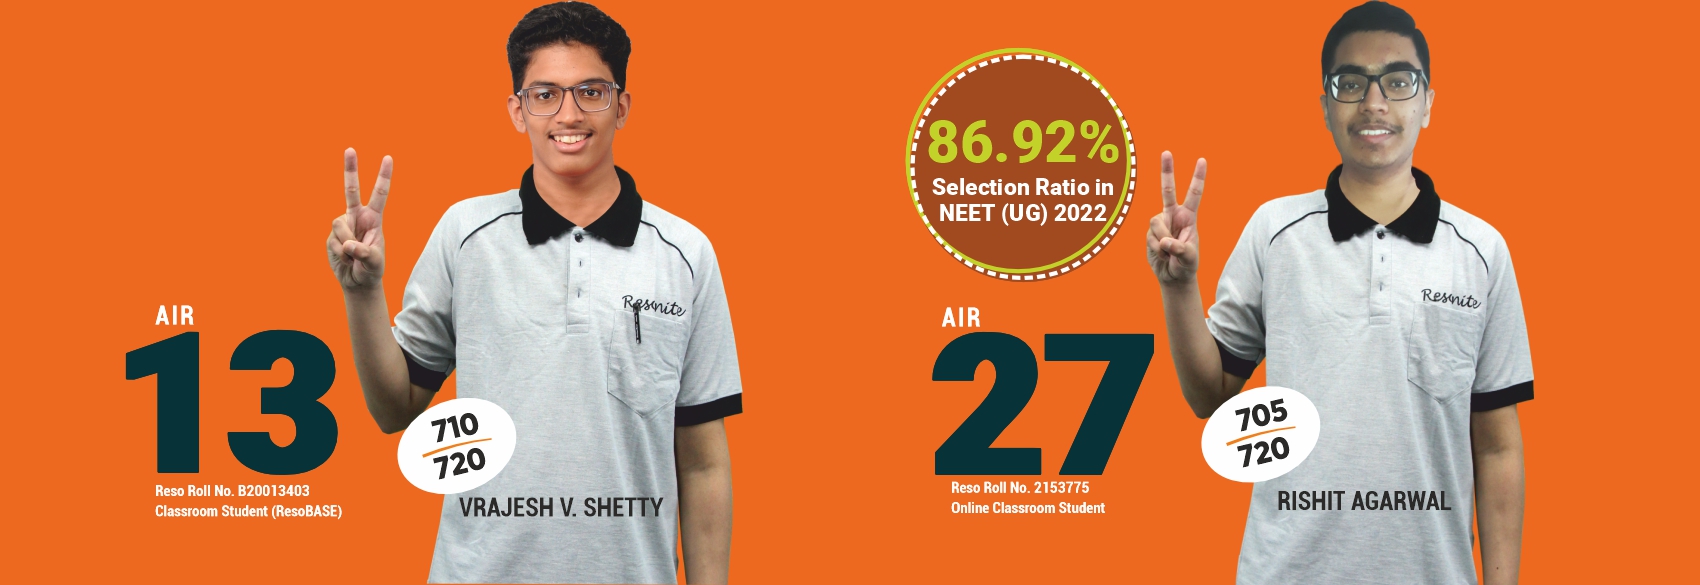 AIR
13
Reso Roll No. B20013403
Classroom Student (ResoBASE)
710
720
Resonite
VRAJESH V. SHETTY
86.92%
Selection Ratio in
NEET (UG) 2022
AIR
27
Reso Roll No. 2153775
Online Classroom Student
705
720
Resonite
RISHIT AGARWAL